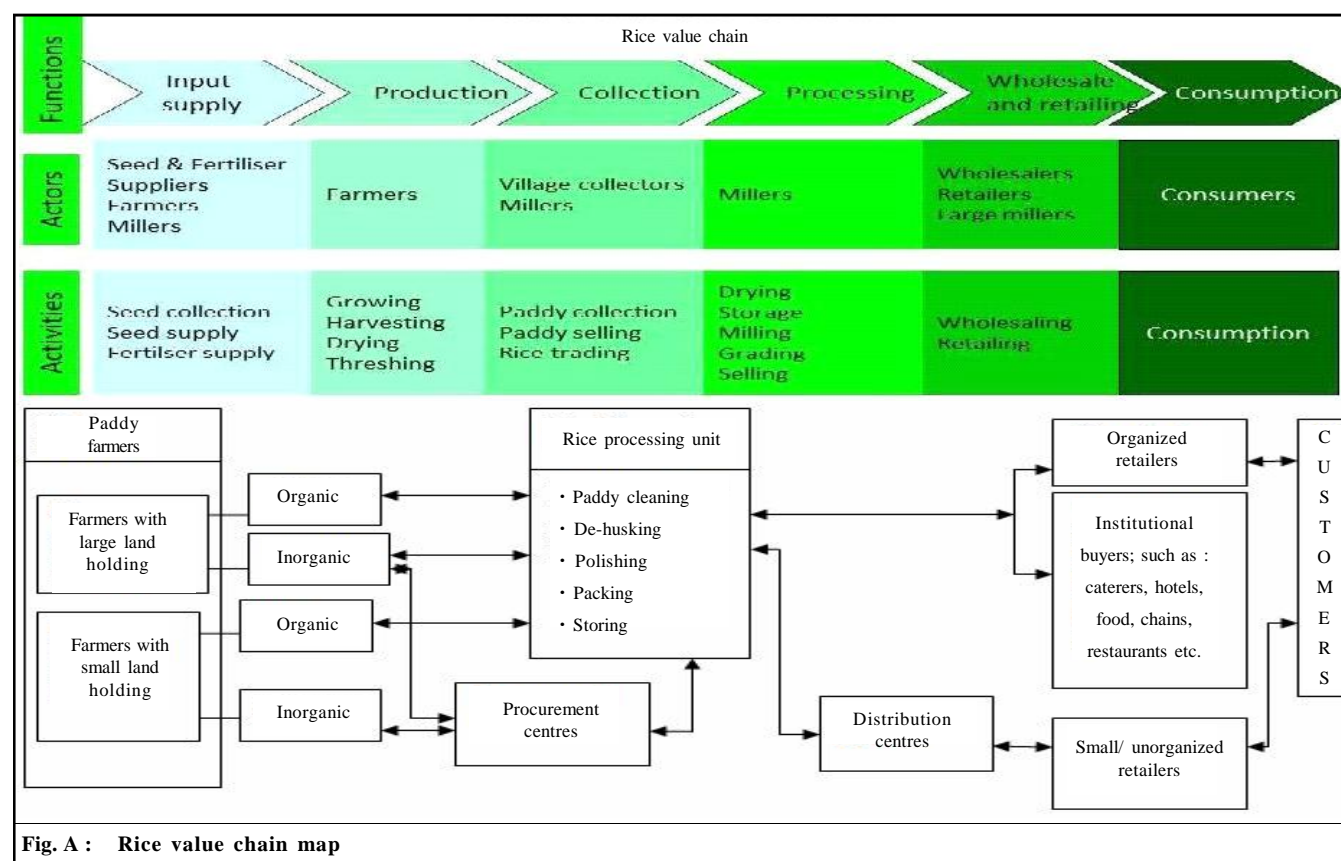 Rice value chain
Functions
Input
supply
Production
Collection
Processing
Wholesale
and retailing
Consumption
Actors
Seed & Fertiliser
Suppliers
Farmers
Millers
Farmers
Village collectors
Millers
Millers
Wholesalers
Retailers
Large millers
Consumers
Activities
Seed collection
Seed supply
Fertilser supply
Growing
Harvesting
Drying
Threshing
Paddy collection
Paddy selling
Rice trading
Drying
Storage
Milling
Grading
Selling
Wholesaling
Retailing
Consumption
Paddy
farmers
Farmers with
large land
holding
Farmers with
small land
holding
Organic
Inorganic
Organic
Inorganic
Rice processing unit
· Paddy cleaning
· De-husking
· Polishing
· Packing
· Storing
Procurement
centres
Distribution
centres
Organized
retailers
Institutional
buyers; such as :
caterers, hotels,
food, chains,
restaurants etc.
Small/ unorganized
retailers
C
U
S
T
O
M
E
R
S
Fig. A : Rice value chain map